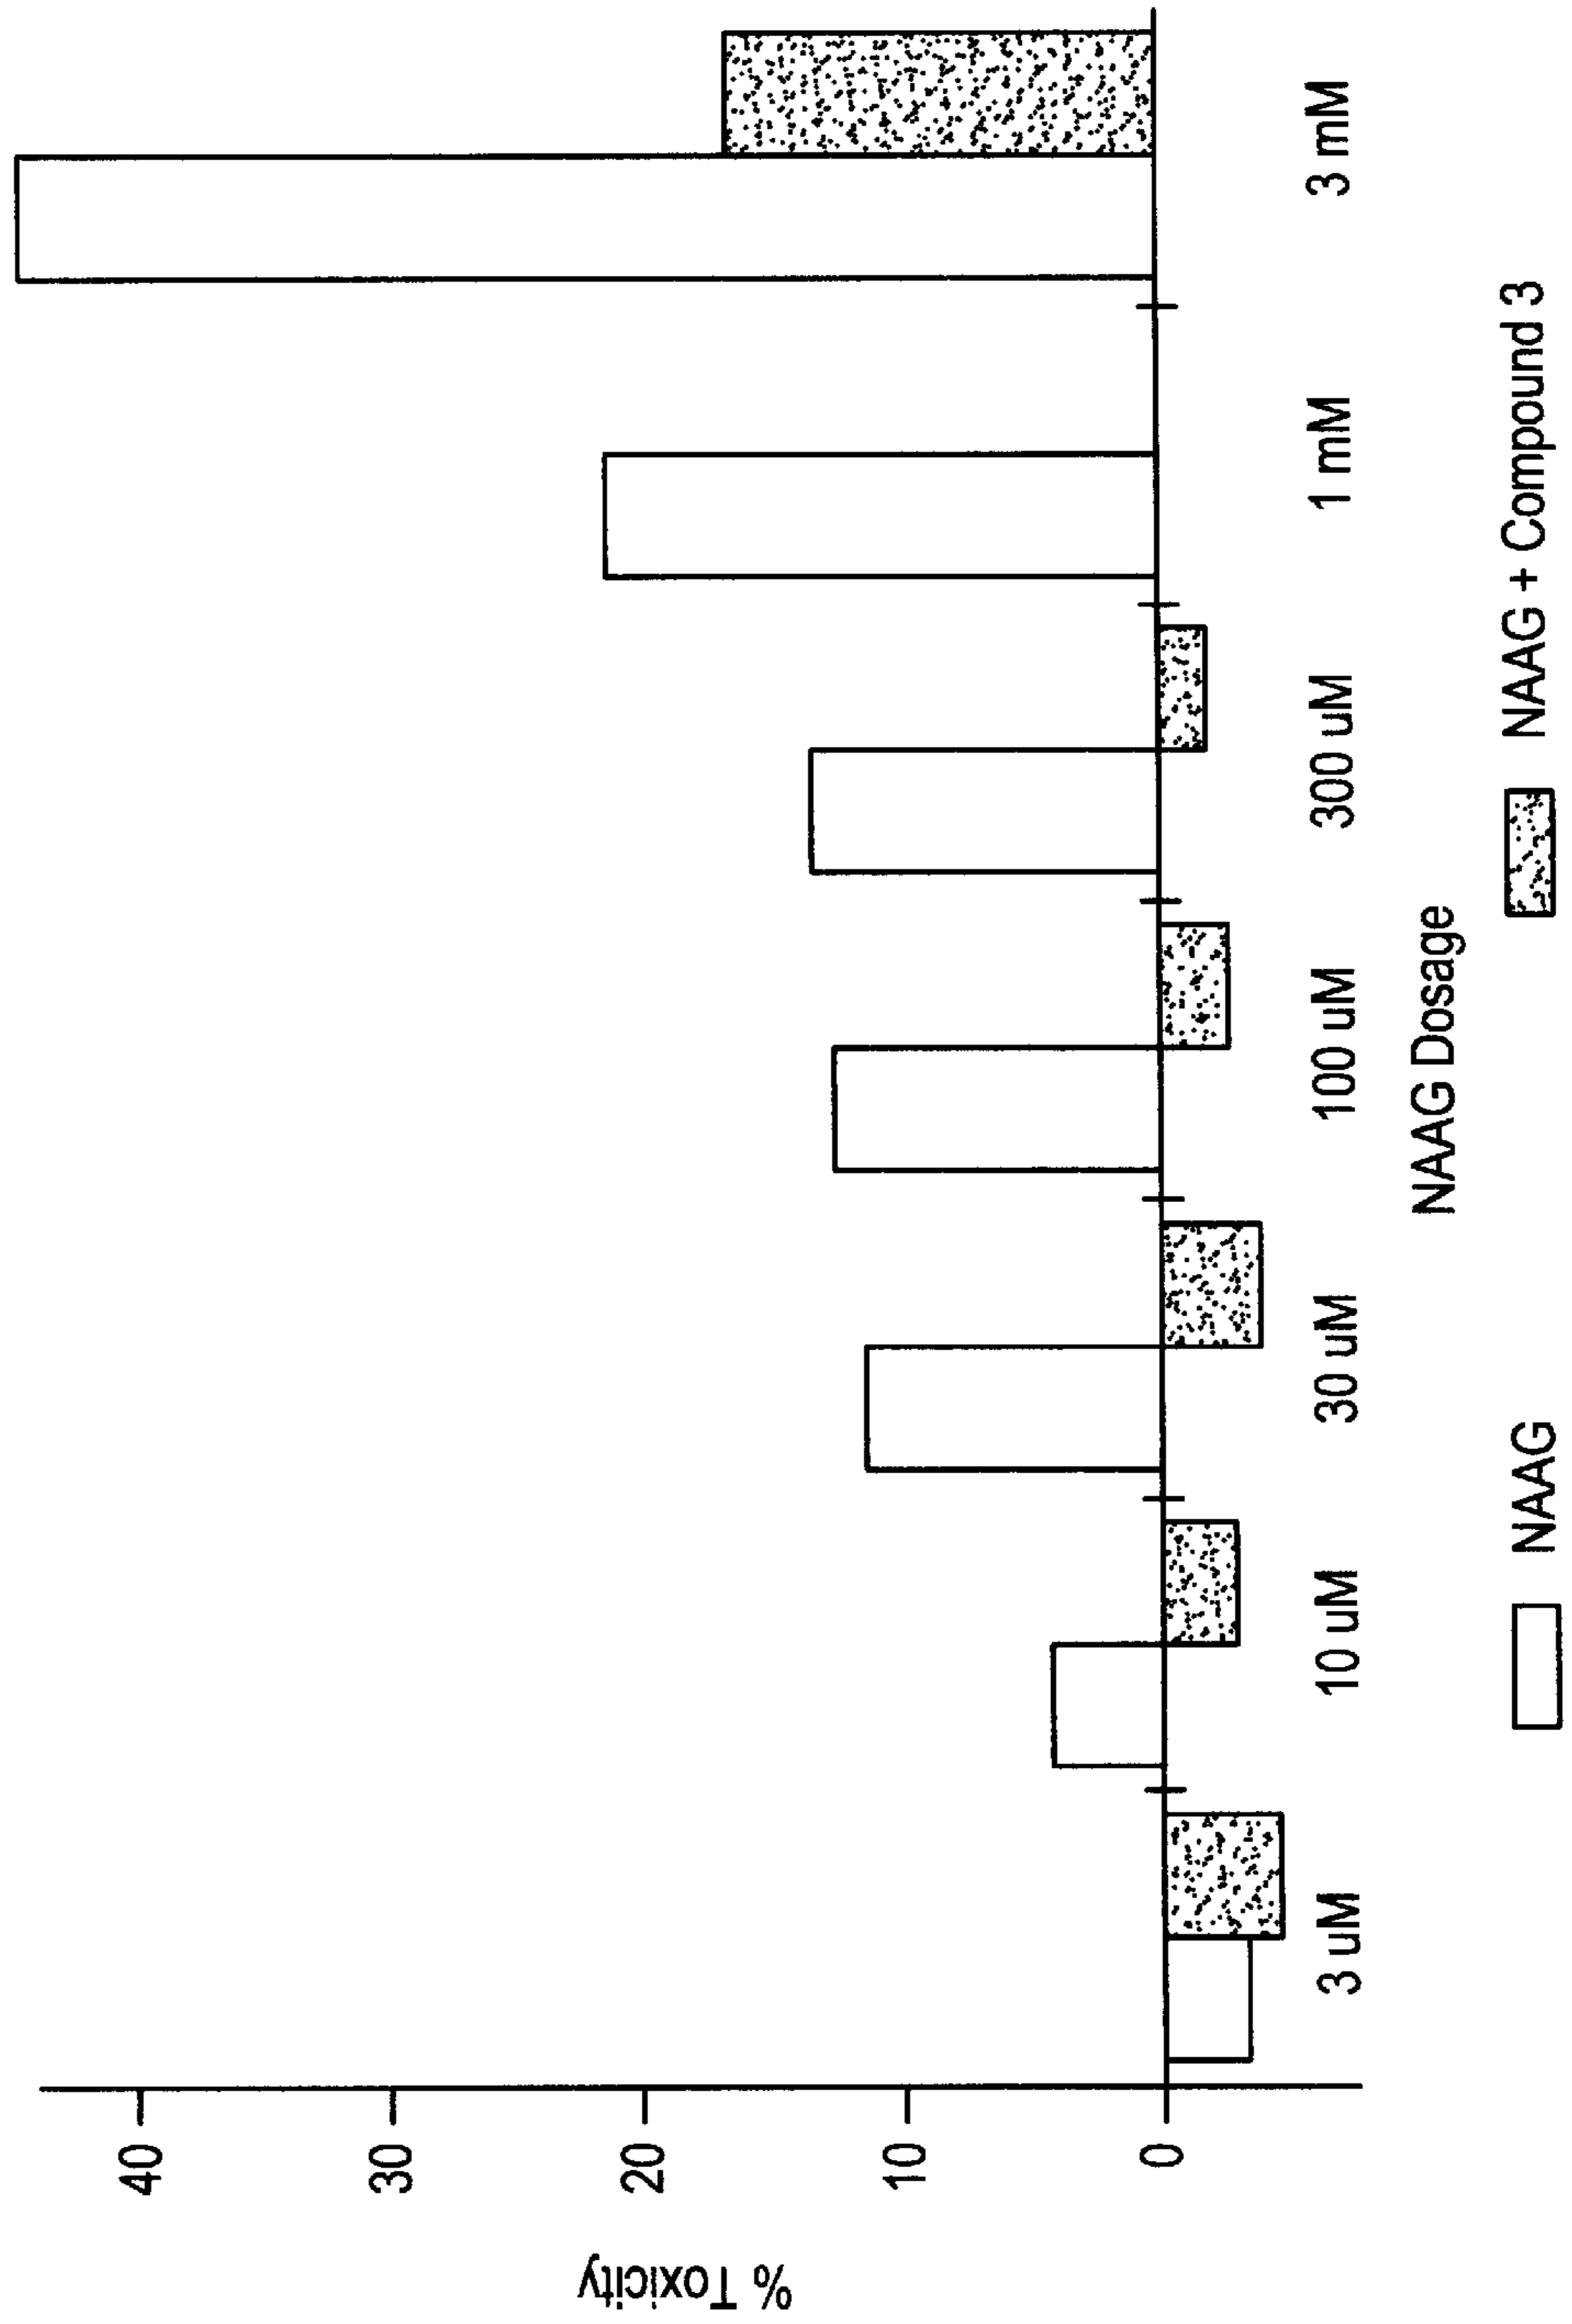 % Toxicity
40
30
20
10
0
3 uM 10 uM 30 uM 100 uM 300 uM 1 mM 3 mM
NAAG Dosage
NAAG NAAG + Compound 3